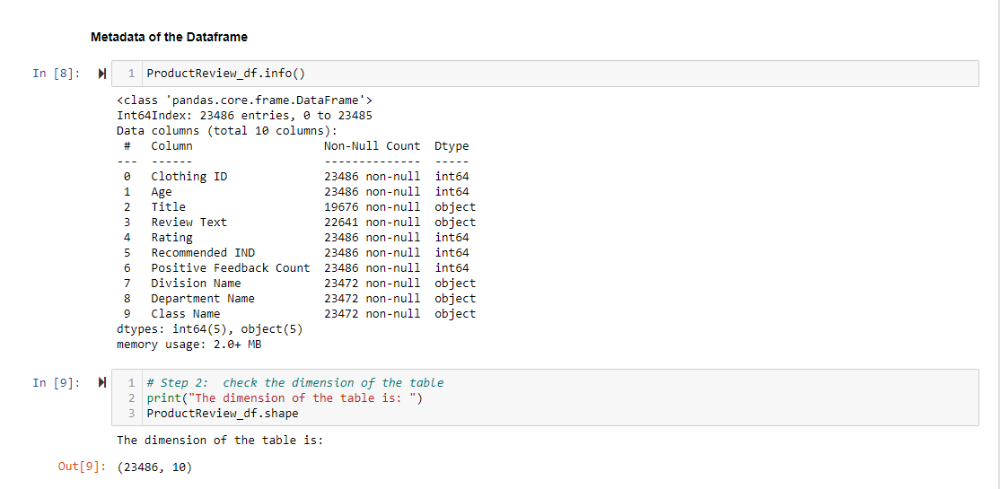 Metadata of the Dataframe
In [8]: 1 ProductReview_df.info()
<class 'pandas.core.frame.DataFrame'>
Int64Index: 23486 entries, 0 to 23485
Data columns (total 10 columns):
 #   Column                   Non-Null Count  Dtype
---  ------                   --------------  -----
 0   Clothing ID              23486 non-null  int64
 1   Age                      23486 non-null  int64
 2   Title                    19676 non-null  object
 3   Review Text              22641 non-null  object
 4   Rating                   23486 non-null  int64
 5   Recommended IND          23486 non-null  int64
 6   Positive Feedback Count  23486 non-null  int64
 7   Division Name            23472 non-null  object
 8   Department Name          23472 non-null  object
 9   Class Name               23472 non-null  object
dtypes: int64(5), object(5)
memory usage: 2.0+ MB
In [9]: 1 # Step 2:  check the dimension of the table
2 print("The dimension of the table is: ")
3 ProductReview_df.shape
The dimension of the table is:
Out[9]: (23486, 10)